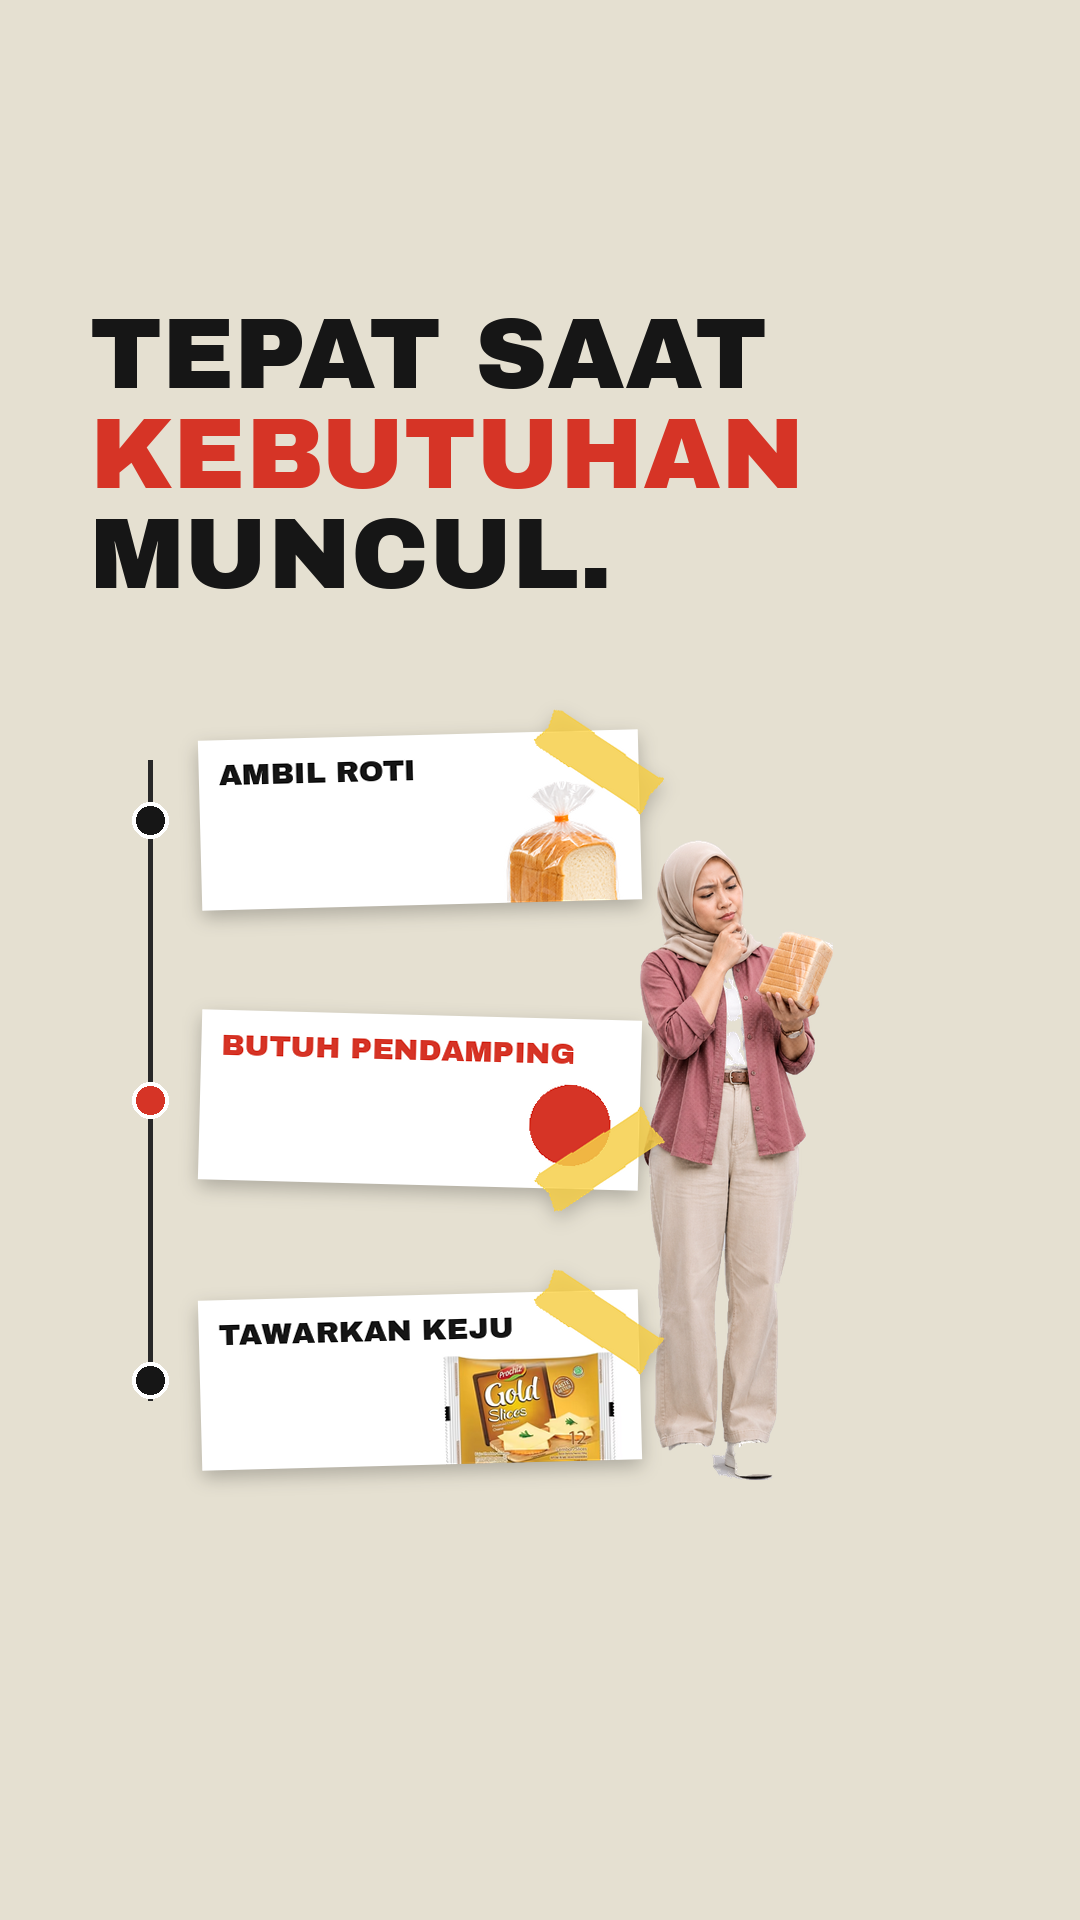 TEPAT SAAT
KEBUTUHAN
MUNCUL.
AMBIL ROTI
BUTUH PENDAMPING
TAWARKAN KEJU
Prochiz
Gold
Slices
12